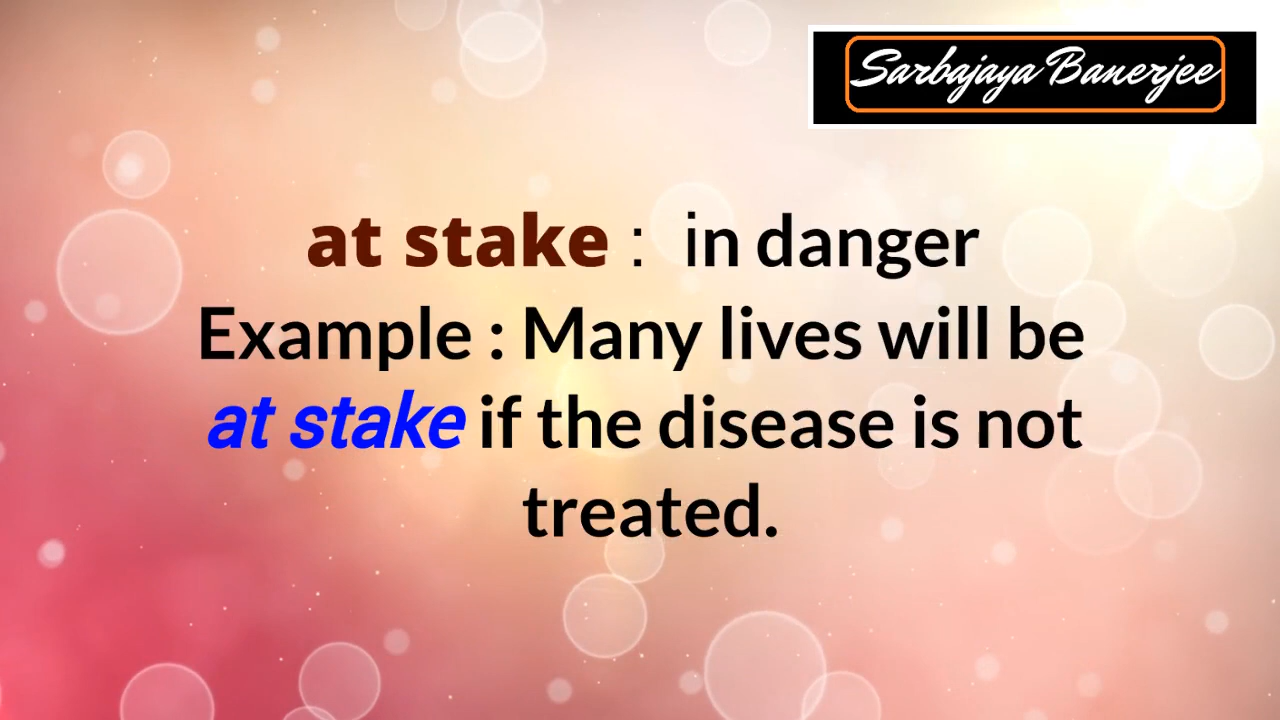 Sarbajaya Banerjee
at stake : in danger
Example : Many lives will be
at stake if the disease is not
treated.